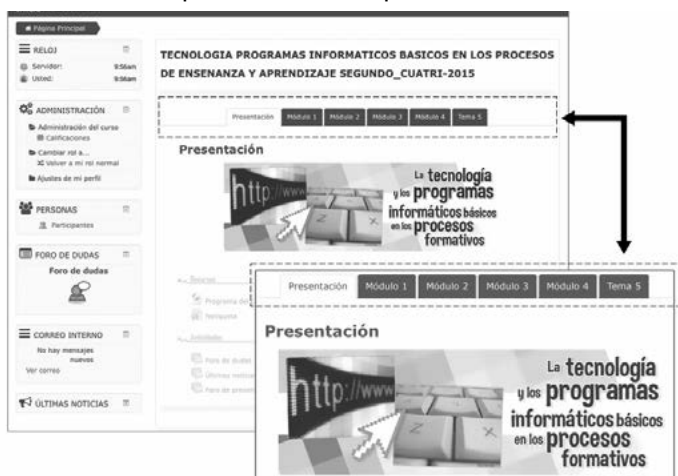 Página Principal
RELOJ
Servidor: 9:56am
Usted: 9:56am
ADMINISTRACIÓN
Administración del curso
Calificaciones
Cambiar rol a...
Volver a mi rol normal
Ajustes de mi perfil
PERSONAS
Participantes
FORO DE DUDAS
Foro de dudas
CORREO INTERNO
No hay mensajes
nuevos
Ver correo
ÚLTIMAS NOTICIAS
TECNOLOGIA PROGRAMAS INFORMATICOS BASICOS EN LOS PROCESOS
DE ENSENANZA Y APRENDIZAJE SEGUNDO_CUATRI-2015
Presentación Módulo 1 Módulo 2 Módulo 3 Módulo 4 Tema 5
Presentación
http://www
Z X
La tecnología
y los programas
informáticos básicos
en los procesos
formativos
Foro de dudas
Últimas noticias
Presentación Módulo 1 Módulo 2 Módulo 3 Módulo 4 Tema 5
Presentación
http://www
Z X
La tecnología
y los programas
informáticos básicos
en los procesos
formativos